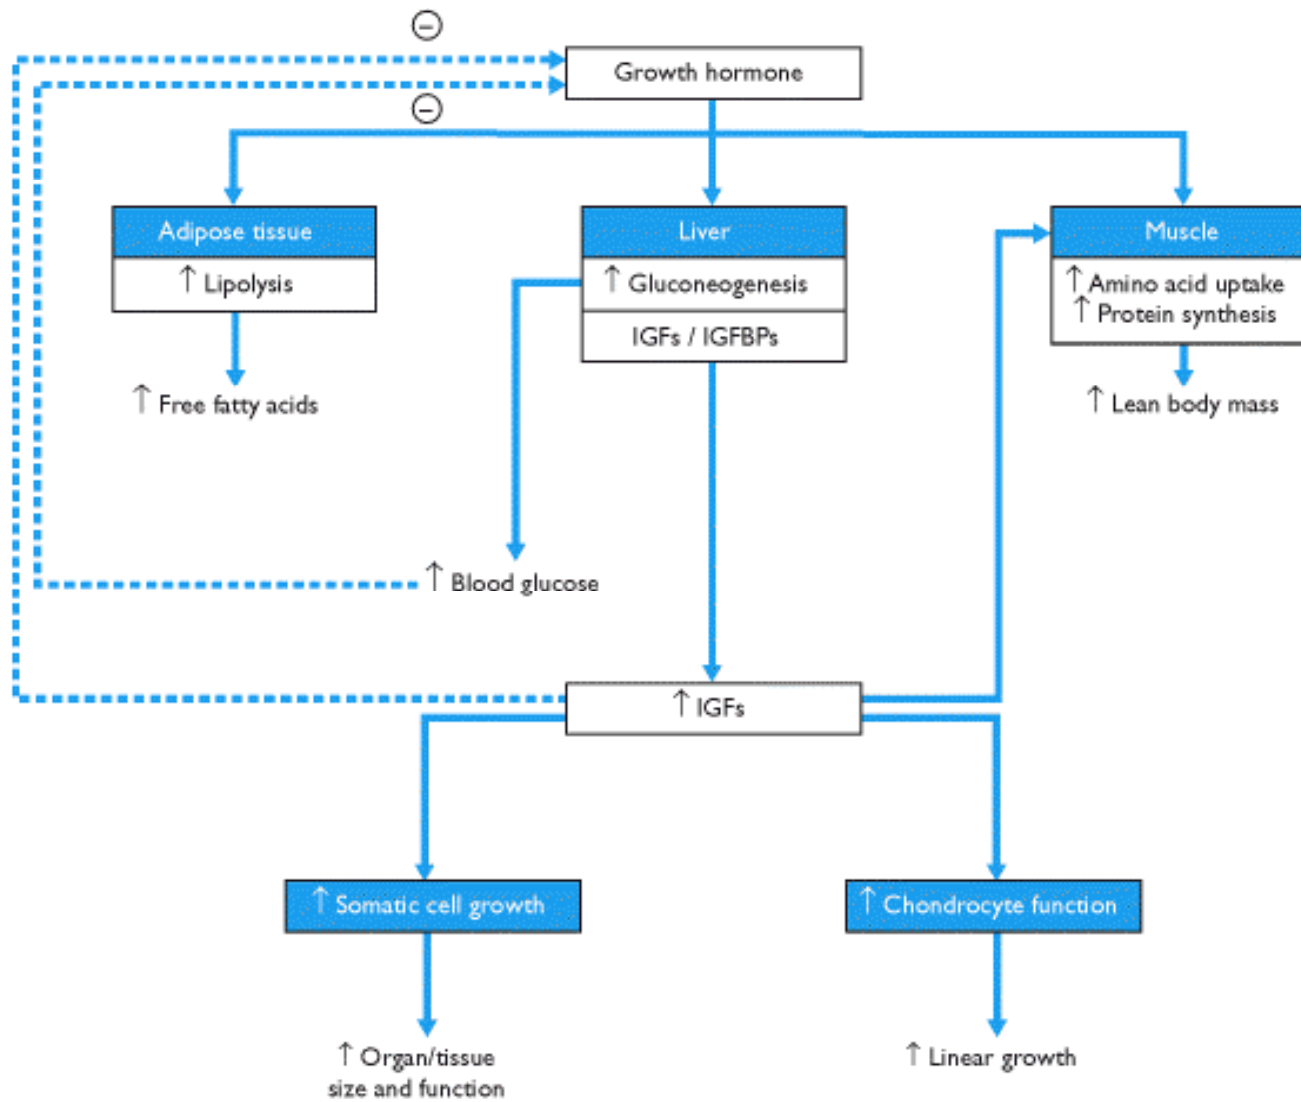 ⊖
Growth hormone
⊖
Adipose tissue
↑ Lipolysis
↑ Free fatty acids
Liver
↑ Gluconeogenesis
IGFs / IGFBPs
Muscle
↑ Amino acid uptake
↑ Protein synthesis
↑ Lean body mass
↑ Blood glucose
↑ IGFs
↑ Somatic cell growth
↑ Chondrocyte function
↑ Organ/tissue
size and function
↑ Linear growth